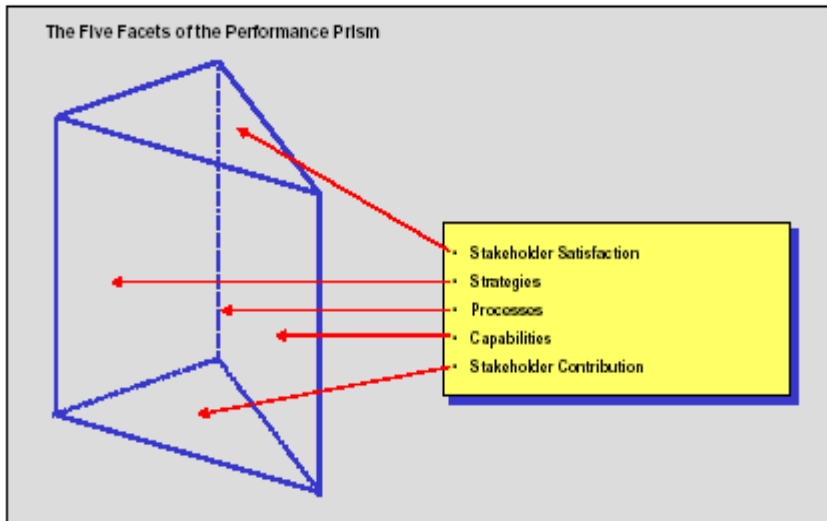 The Five Facets of the Performance Prism
• Stakeholder Satisfaction
• Strategies
• Processes
• Capabilities
• Stakeholder Contribution